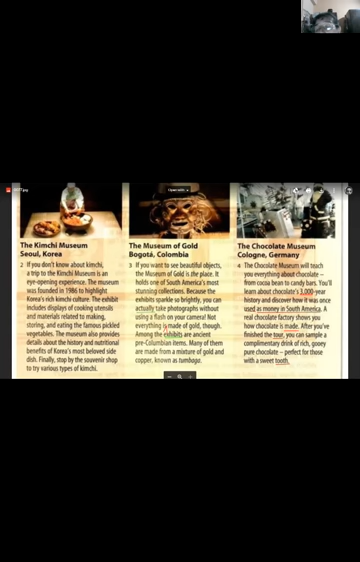 Open with
The Kimchi Museum
Seoul, Korea
2 If you don't know about kimchi,
a trip to the Kimchi Museum is an
eye-opening experience. The museum
was founded in 1986 to highlight
Korea's rich kimchi culture. The exhibit
includes displays of cooking utensils
and materials related to making,
storing, and eating the famous pickled
vegetables. The museum also provides
details about the history and nutritional
benefits of Korea's most beloved side
dish. Finally, stop by the souvenir shop
to try various types of kimchi.
The Museum of Gold
Bogotá, Colombia
3 If you want to see beautiful objects,
the Museum of Gold is the place. It
holds one of South America's most
stunning collections. Because the
exhibits sparkle so brightly, you can
actually take photographs without
using a flash on your camera! Not
everything is made of gold, though.
Among the exhibits are ancient
pre-Columbian items. Many of them
are made from a mixture of gold and
copper, known as tumbaga.
The Chocolate Museum
Cologne, Germany
4 The Chocolate Museum will teach
you everything about chocolate –
from cocoa bean to candy bars. You'll
learn about chocolate's 3,000-year
history and discover how it was once
used as money in South America. A
real chocolate factory shows you
how chocolate is made. After you've
finished the tour, you can sample a
complimentary drink of rich, gooey
pure chocolate – perfect for those
with a sweet tooth.